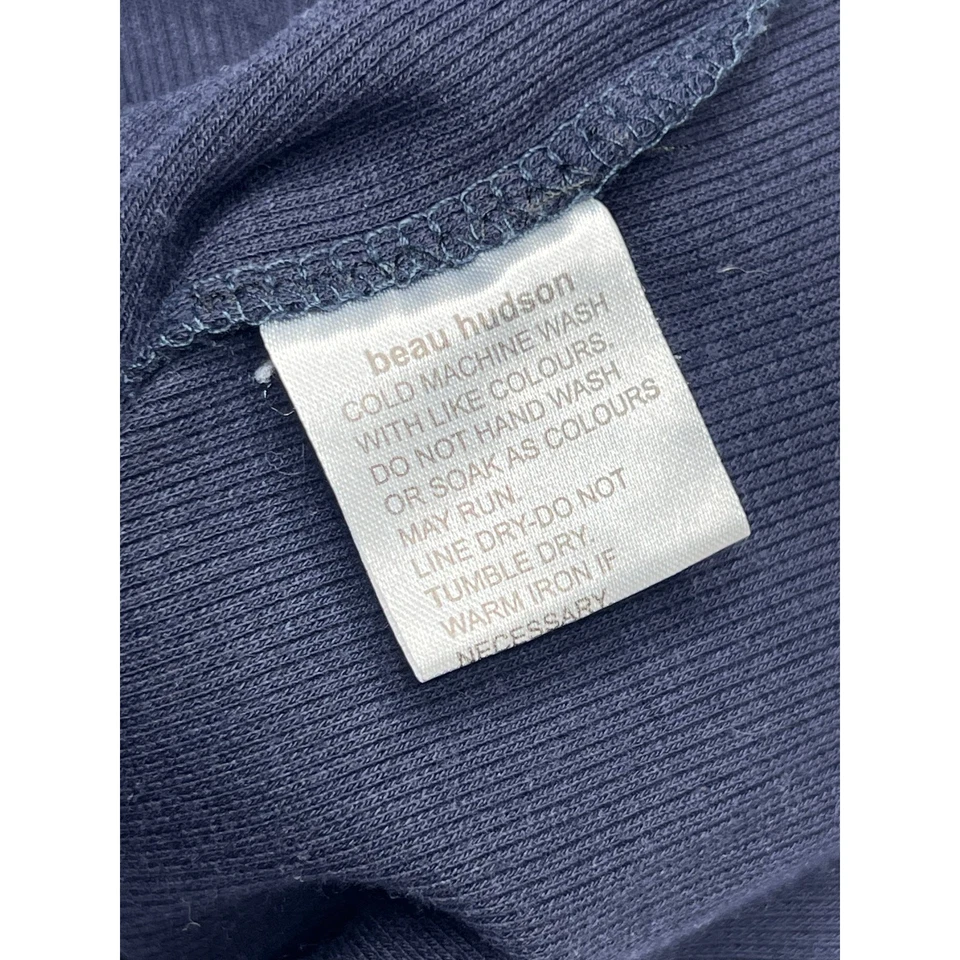 beau hudson
COLD MACHINE WASH
WITH LIKE COLOURS.
DO NOT HAND WASH
OR SOAK AS COLOURS
MAY RUN.
LINE DRY-DO NOT
TUMBLE DRY.
WARM IRON IF
NECESSARY